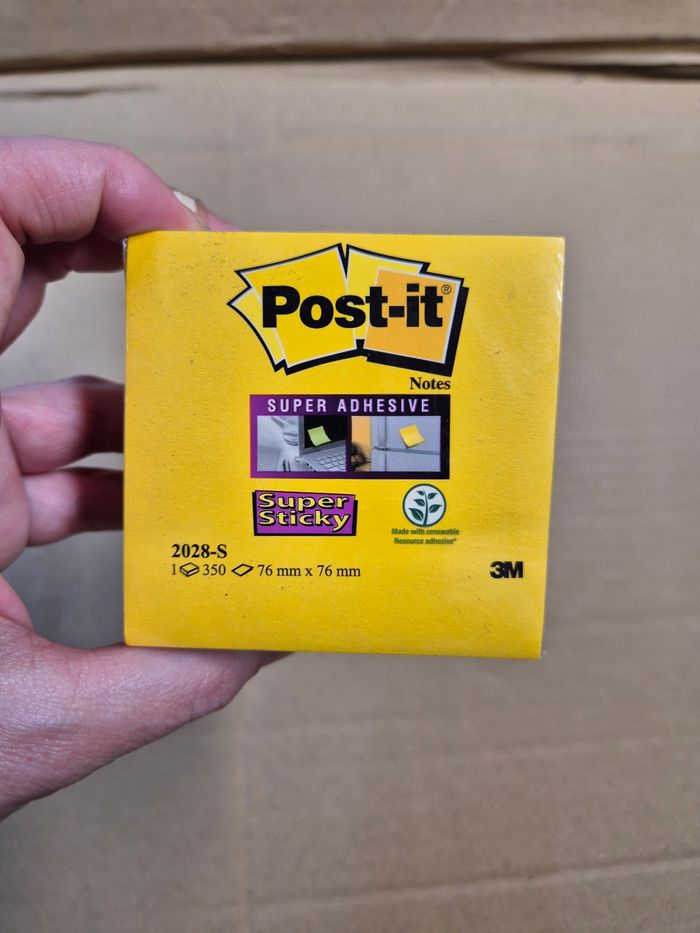 Post-it®
Notes
SUPER ADHESIVE
Super
Sticky
Made with renewable
Resource adhesive*
2028-S
1 350 76 mm x 76 mm
3M